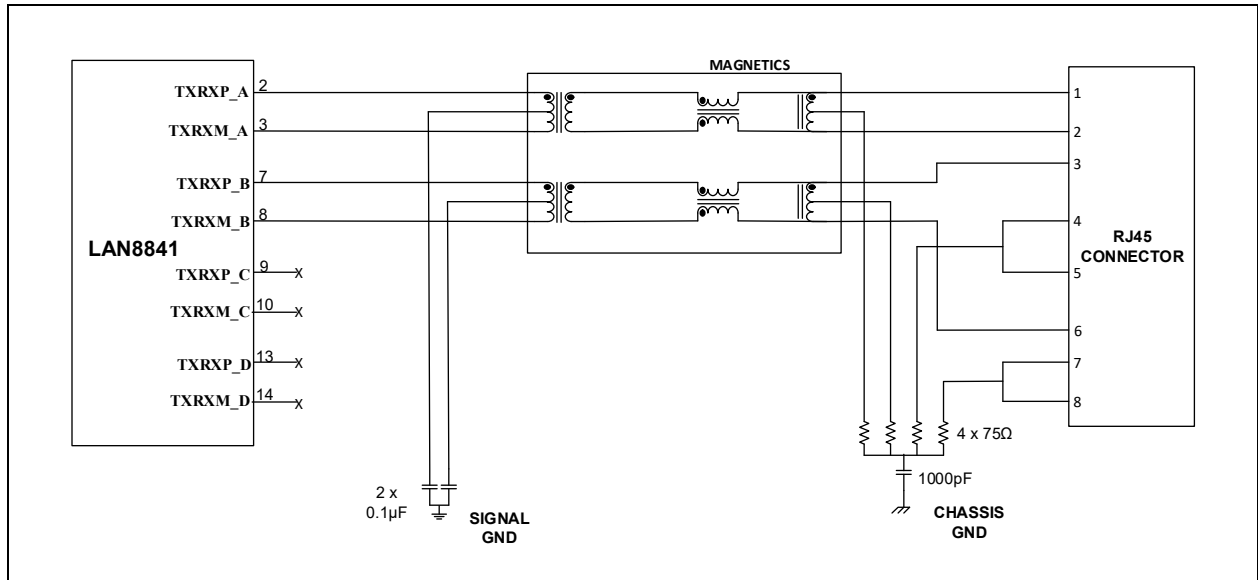 MAGNETICS
LAN8841
TXRXP_A 2
TXRXM_A 3
TXRXP_B 7
TXRXM_B 8
TXRXP_C 9 X
TXRXM_C 10 X
TXRXP_D 13 X
TXRXM_D 14 X
1
2
3
4
5
6
7
8
RJ45
CONNECTOR
4 x 75Ω
1000pF
CHASSIS
GND
2 x
0.1µF
SIGNAL
GND